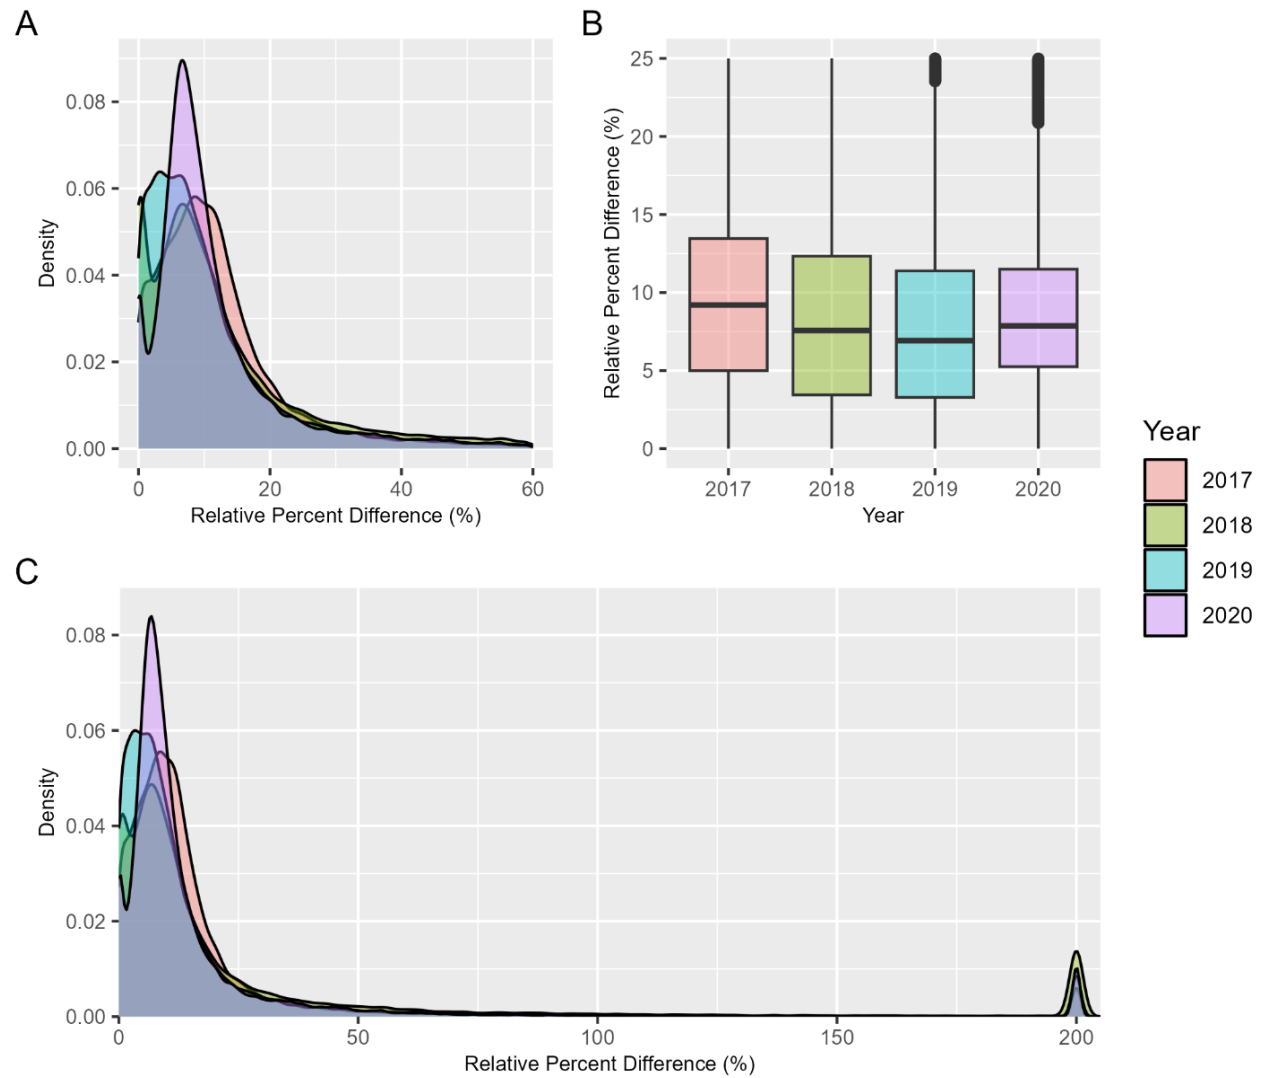 A
Density
0.08
0.06
0.04
0.02
0.00
0 20 40 60
Relative Percent Difference (%)
B
Relative Percent Difference (%)
25
20
15
10
5
0
2017 2018 2019 2020
Year
Year
2017
2018
2019
2020
C
Density
0.08
0.06
0.04
0.02
0.00
0 50 100 150 200
Relative Percent Difference (%)